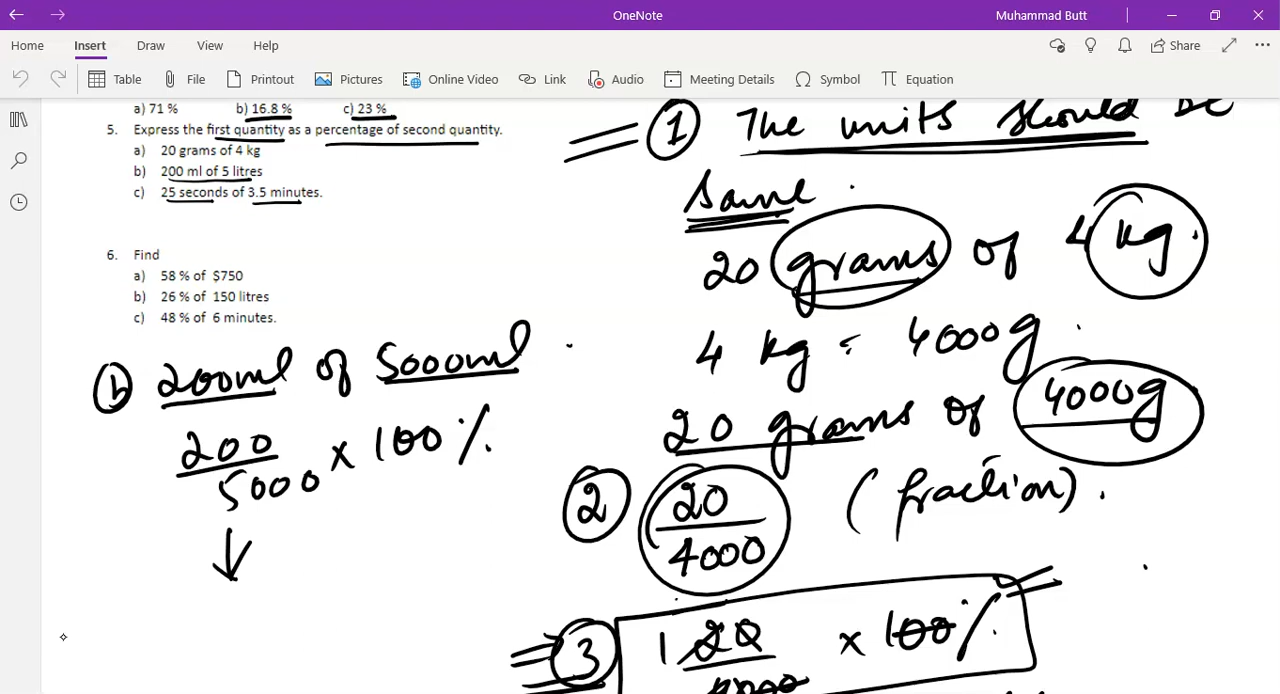 OneNote
Muhammad Butt
Home Insert Draw View Help
Share
Table File Printout Pictures Online Video Link Audio Meeting Details Symbol Equation
a) 71 % b) 16.8 % c) 23 %
5. Express the first quantity as a percentage of second quantity.
a) 20 grams of 4 kg
b) 200 ml of 5 litres
c) 25 seconds of 3.5 minutes.
6. Find
a) 58 % of $750
b) 26 % of 150 litres
c) 48 % of 6 minutes.
b 200ml of 5000ml.
200
5000 x 100 %
1 The units should be
same.
20 grams of 4 kg.
4 kg = 4000g.
20 grams of 4000g
2 20 (fraction).
4000
3 1 20 x 100 %.
4000